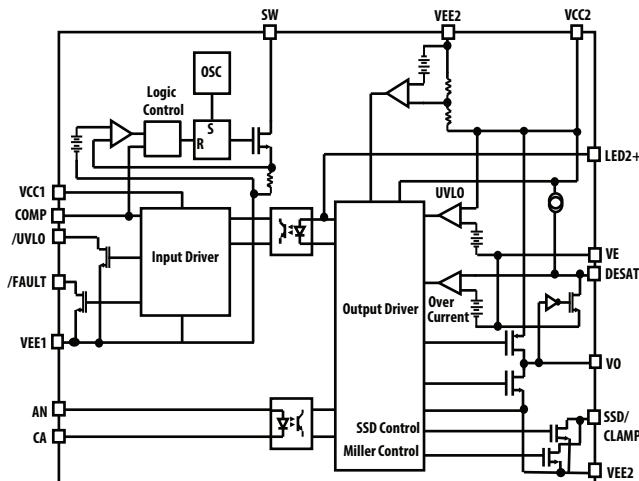 SW
VEE2
VCC2
OSC
Logic
Control
S
R
LED2+
VCC1
COMP
/UVLO
/FAULT
VEE1
UVLO
Input Driver
VE
DESAT
Output Driver
Over
Current
VO
AN
CA
SSD Control
Miller Control
SSD/
CLAMP
VEE2